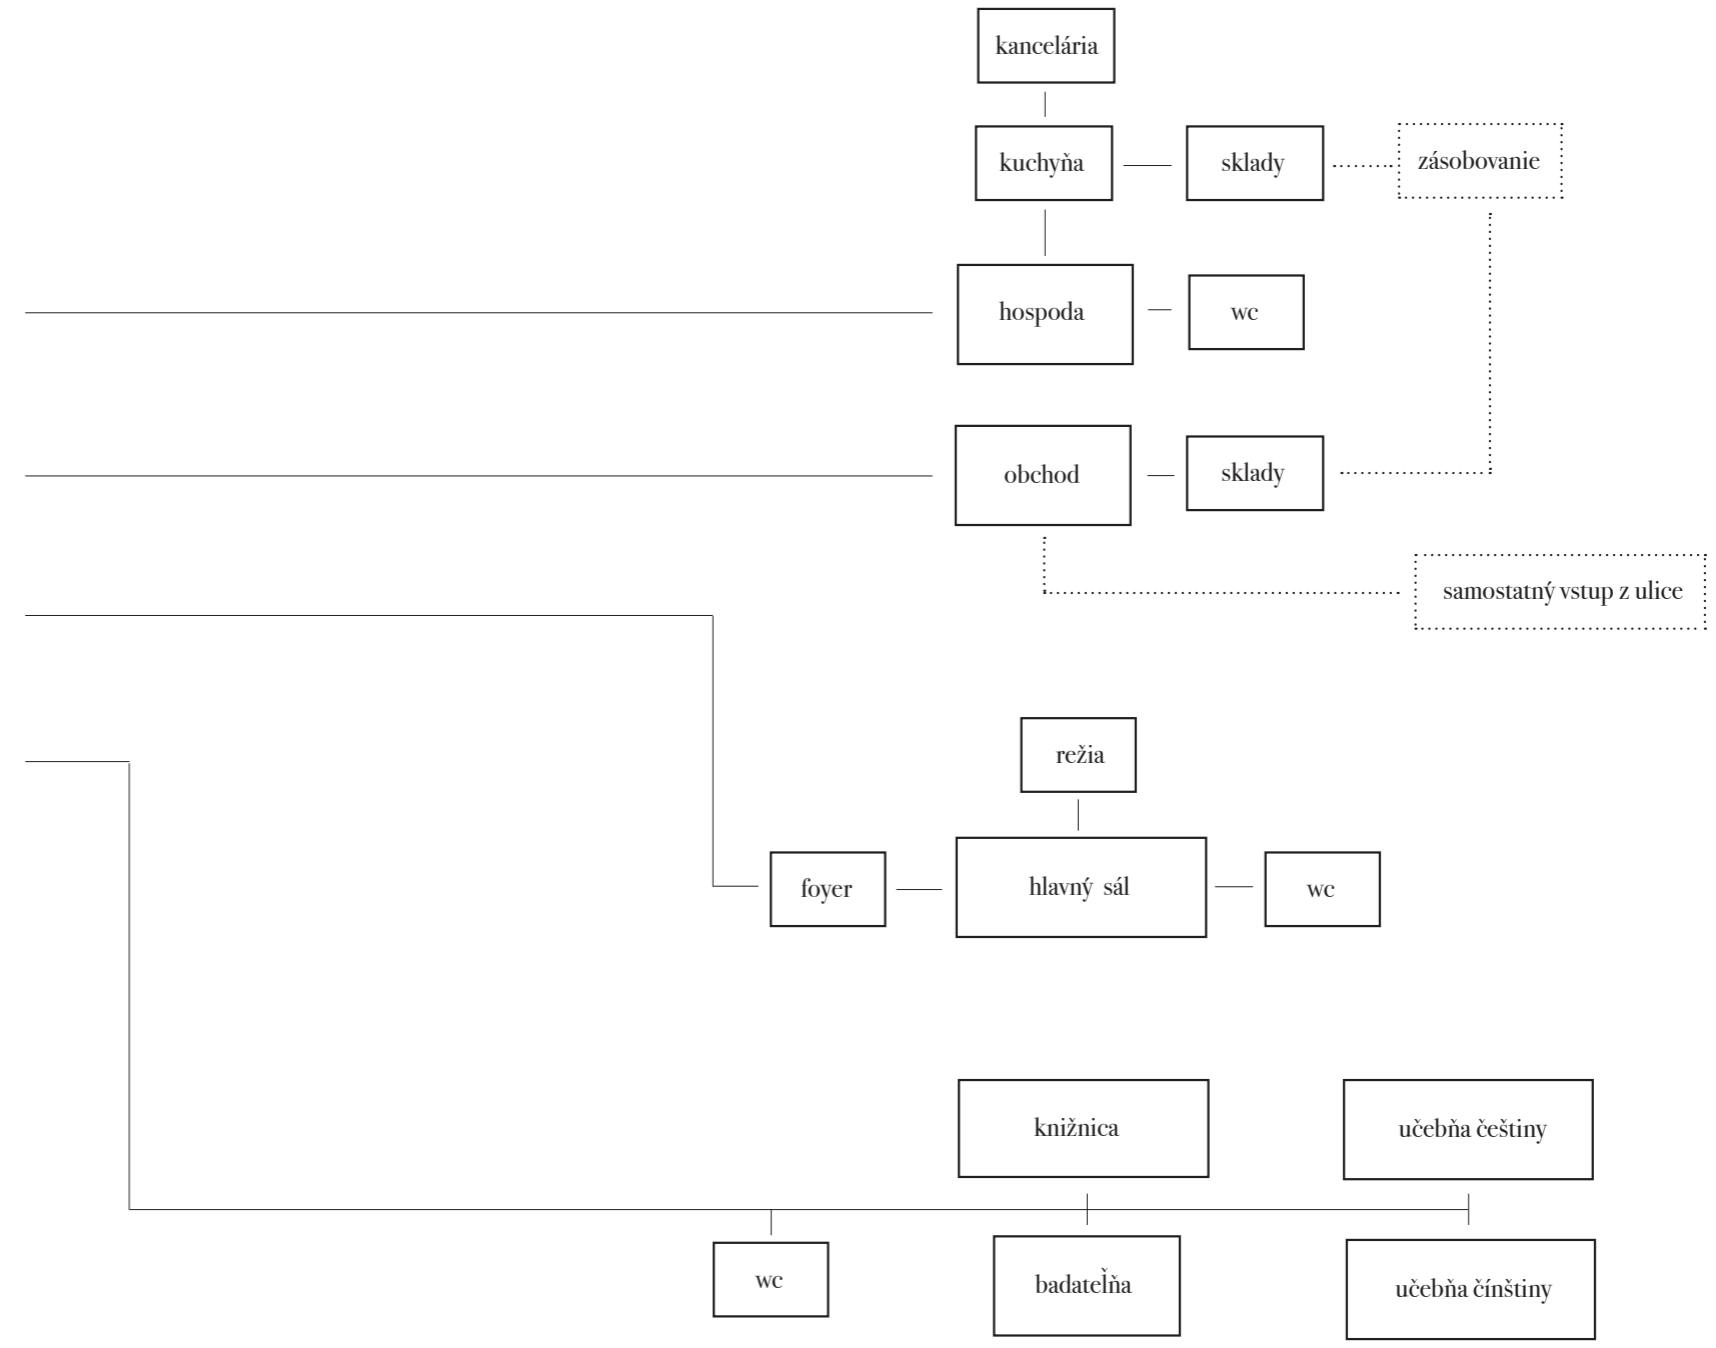 kancelária
kuchyňa
sklady
zásobovanie
hospoda
wc
obchod
sklady
samostatný vstup z ulice
režia
foyer
hlavný sál
wc
knižnica
učebňa češtiny
wc
badateľňa
učebňa čínštiny